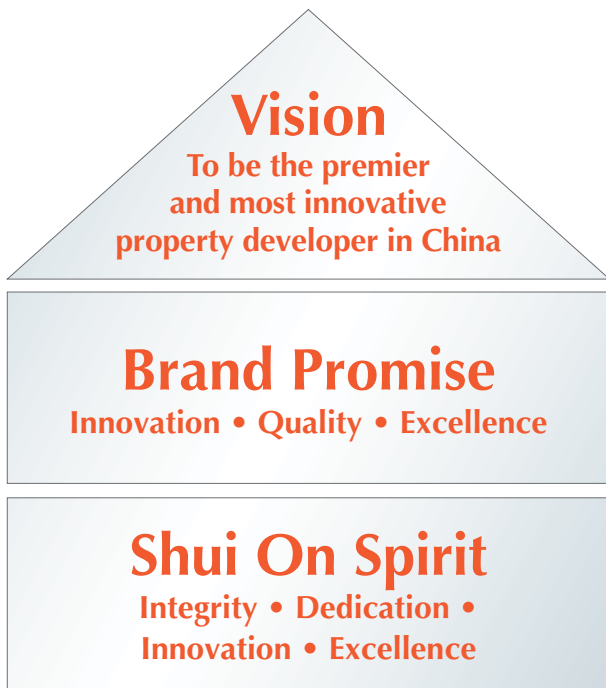 Vision
To be the premier
and most innovative
property developer in China
Brand Promise
Innovation • Quality • Excellence
Shui On Spirit
Integrity • Dedication •
Innovation • Excellence